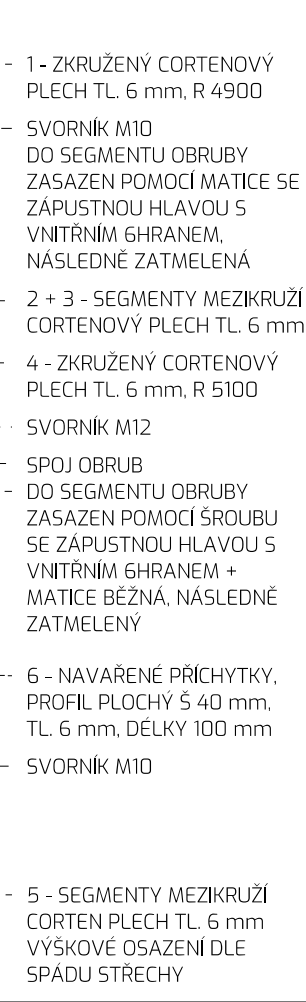 1 - ZKRUŽENÝ CORTENOVÝ
PLECH TL. 6 mm, R 4900
SVORNÍK M10
DO SEGMENTU OBRUBY
ZASAZEN POMOCÍ MATICE SE
ZÁPUSTNOU HLAVOU S
VNITŘNÍM 6HRANEM,
NÁSLEDNĚ ZATMELENÁ
2 + 3 - SEGMENTY MEZIKRUŽÍ
CORTENOVÝ PLECH TL. 6 mm
4 - ZKRUŽENÝ CORTENOVÝ
PLECH TL. 6 mm, R 5100
SVORNÍK M12
SPOJ OBRUB
DO SEGMENTU OBRUBY
ZASAZEN POMOCÍ ŠROUBU
SE ZÁPUSTNOU HLAVOU S
VNITŘNÍM 6HRANEM +
MATICE BĚŽNÁ, NÁSLEDNĚ
ZATMELENÝ
6 - NAVAŘENÉ PŘÍCHYTKY,
PROFIL PLOCHÝ Š 40 mm,
TL. 6 mm, DÉLKY 100 mm
SVORNÍK M10
5 - SEGMENTY MEZIKRUŽÍ
CORTEN PLECH TL. 6 mm
VÝŠKOVÉ OSAZENÍ DLE
SPÁDU STŘECHY